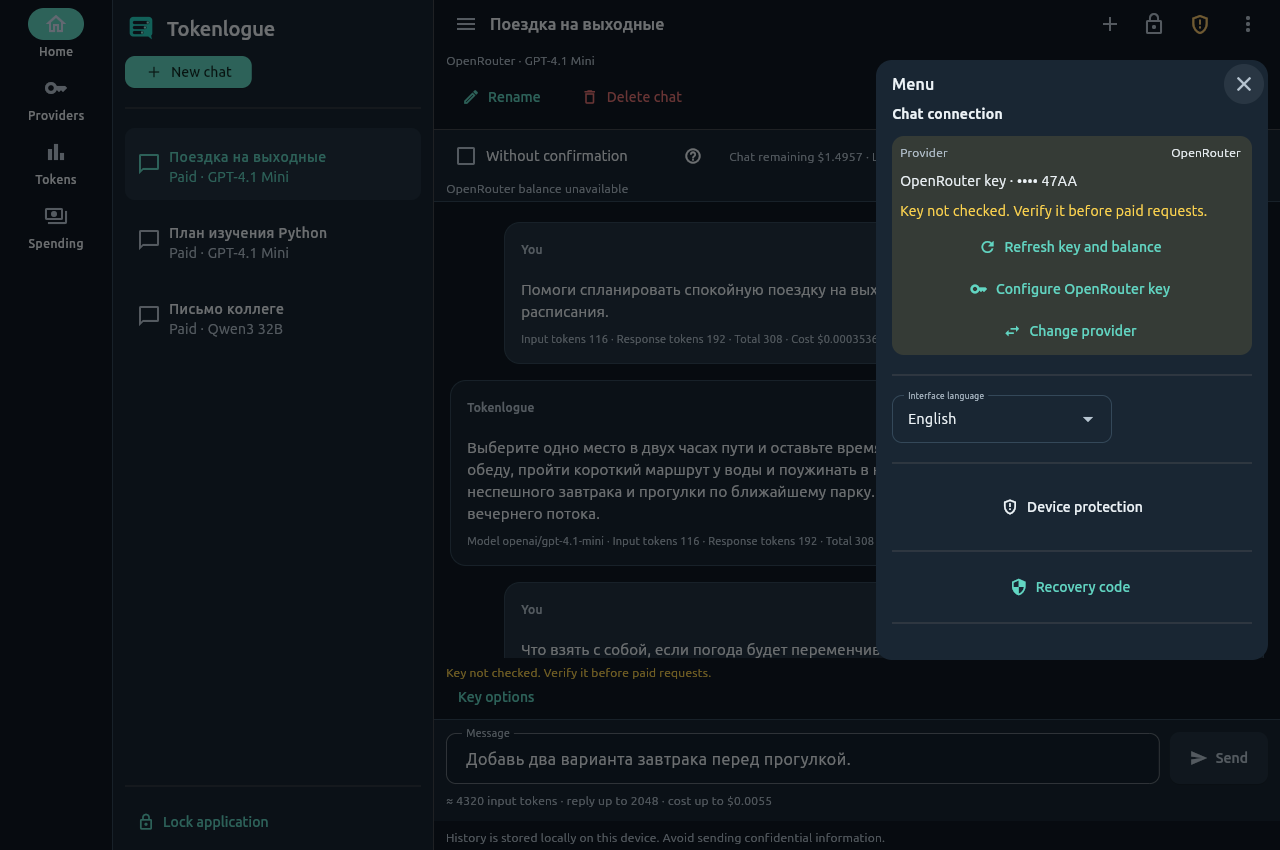 Home
Providers
Tokens
Spending
Tokenlogue
New chat
Поездка на выходные
Paid · GPT-4.1 Mini
План изучения Python
Paid · GPT-4.1 Mini
Письмо коллеге
Paid · Qwen3 32B
Lock application
Поездка на выходные
OpenRouter · GPT-4.1 Mini
Rename
Delete chat
Without confirmation
Chat remaining $1.4957 · L
OpenRouter balance unavailable
You
Помоги спланировать спокойную поездку на вых
расписания.
Input tokens 116 · Response tokens 192 · Total 308 · Cost $0.0003536
Tokenlogue
Выберите одно место в двух часах пути и оставьте время
обеду, пройти короткий маршрут у воды и поужинать в
неспешного завтрака и прогулки по ближайшему парку.
вечернего потока.
Model openai/gpt-4.1-mini · Input tokens 116 · Response tokens 192 · Total 308
You
Что взять с собой, если погода будет переменчив
Key not checked. Verify it before paid requests.
Key options
Message
Добавь два варианта завтрака перед прогулкой.
Send
≈ 4320 input tokens · reply up to 2048 · cost up to $0.0055
History is stored locally on this device. Avoid sending confidential information.
Menu
Chat connection
Provider
OpenRouter
OpenRouter key · •••• 47AA
Key not checked. Verify it before paid requests.
Refresh key and balance
Configure OpenRouter key
Change provider
Interface language
English
Device protection
Recovery code